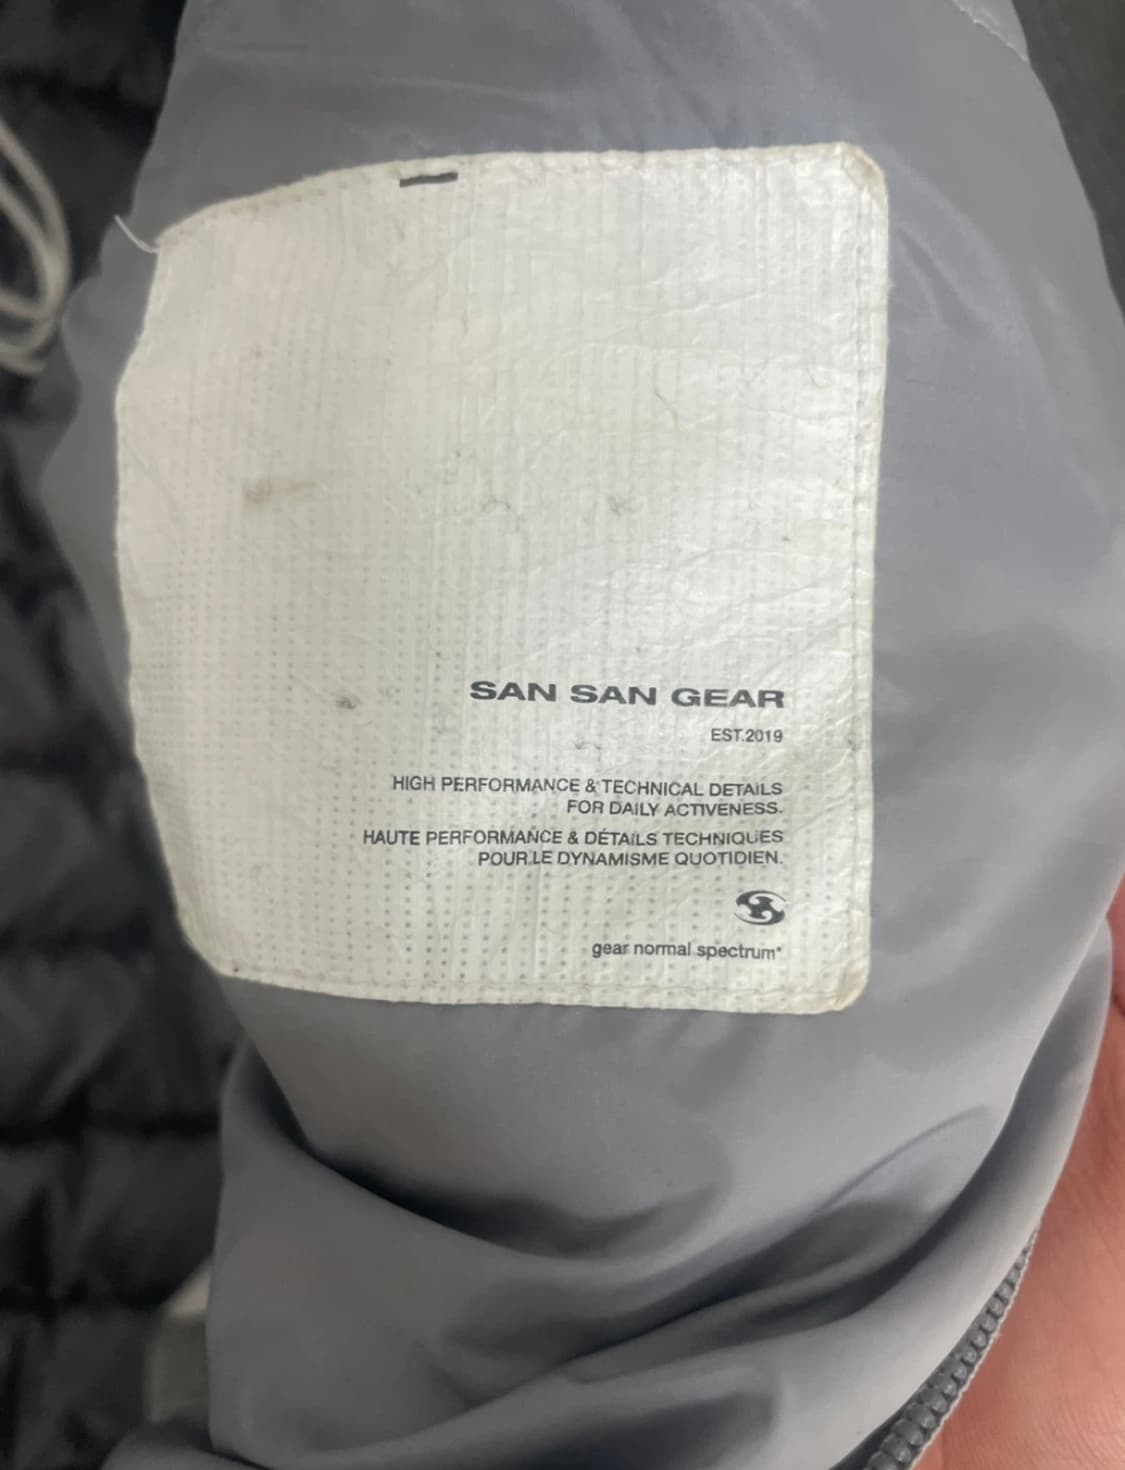 SAN SAN GEAR
EST.2019
HIGH PERFORMANCE & TECHNICAL DETAILS
FOR DAILY ACTIVENESS.
HAUTE PERFORMANCE & DÉTAILS TECHNIQUES
POUR LE DYNAMISME QUOTIDIEN.
gear normal spectrum*